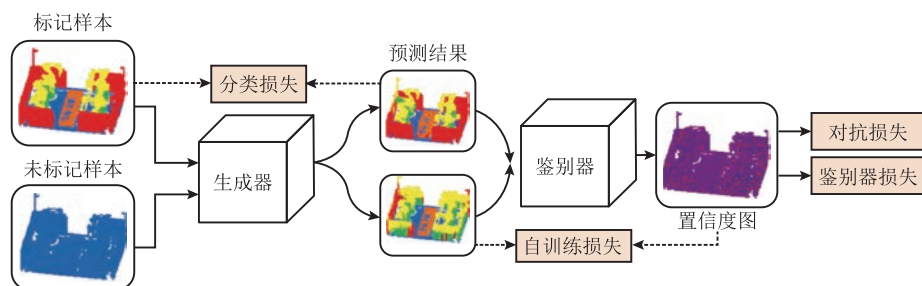 标记样本
预测结果
分类损失
对抗损失
未标记样本
生成器
鉴别器
鉴别器损失
置信度图
自训练损失